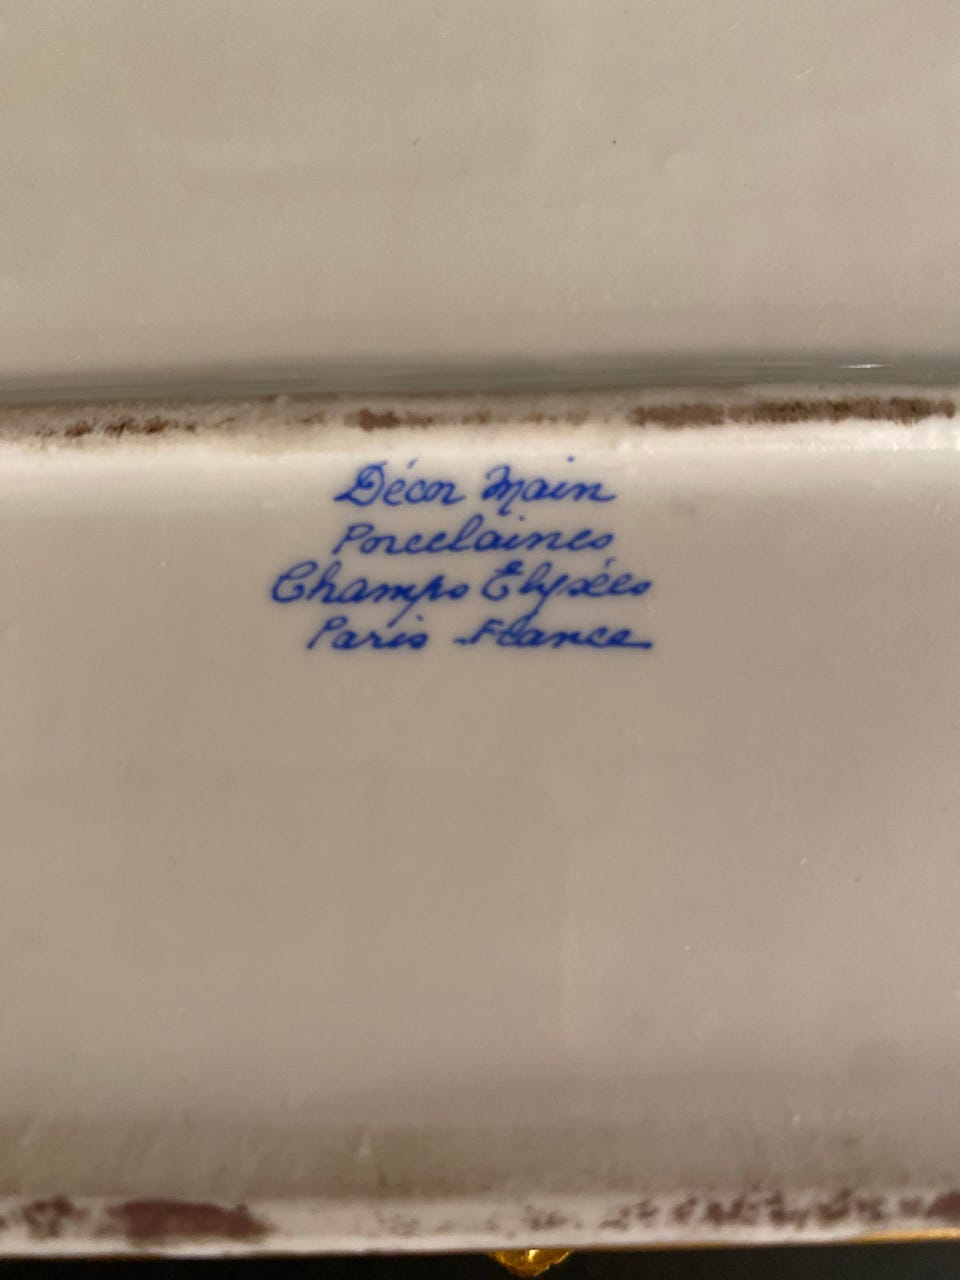 Décor Main
Porcelaines
Champs Elysées
Paris - France